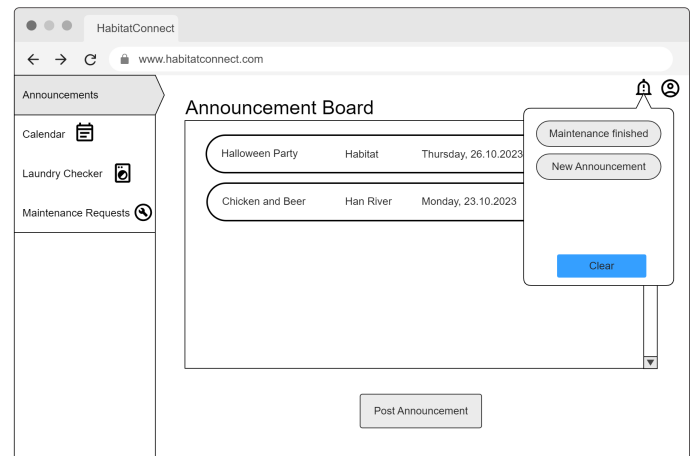 HabitatConnect
www.habitatconnect.com
Announcements
Calendar
Laundry Checker
Maintenance Requests
Announcement Board
Halloween Party Habitat Thursday, 26.10.2023
Chicken and Beer Han River Monday, 23.10.2023
Maintenance finished
New Announcement
Clear
Post Announcement